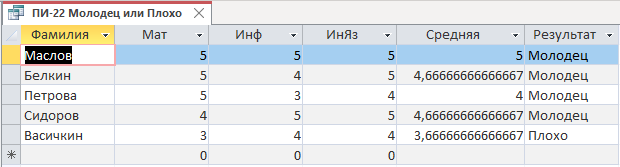 ПИ-22 Молодец или Плохо ×
Фамилия Мат Инф ИнЯз Средняя Результат
Маслов 5 5 5 5 Молодец
Белкин 5 4 5 4,66666666666667 Молодец
Петрова 5 3 4 4 Молодец
Сидоров 4 5 5 4,66666666666667 Молодец
Васичкин 3 4 4 3,66666666666667 Плохо
* 0 0 0